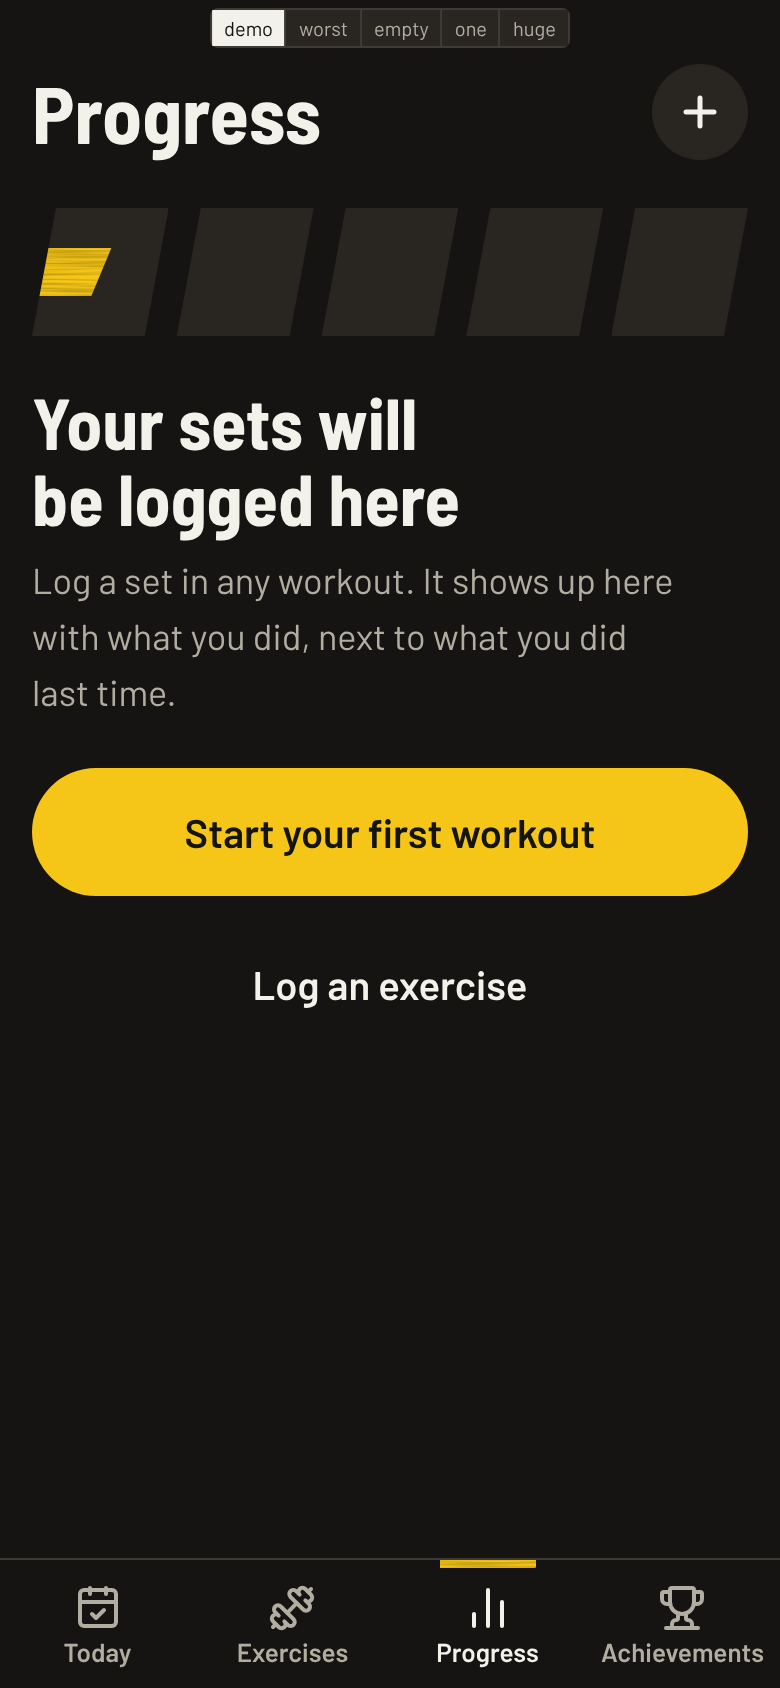 demo worst empty one huge
Progress
Your sets will
be logged here
Log a set in any workout. It shows up here
with what you did, next to what you did
last time.
Start your first workout
Log an exercise
Today Exercises Progress Achievements